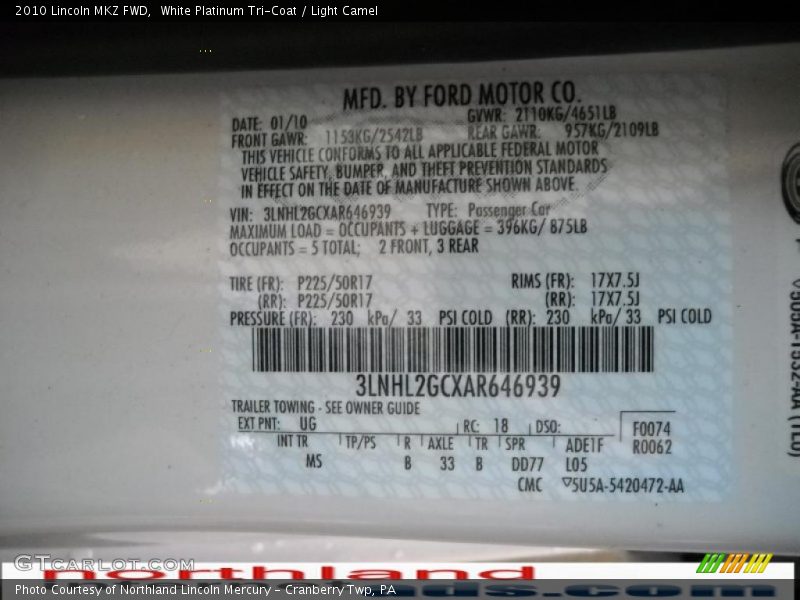 2010 Lincoln MKZ FWD, White Platinum Tri-Coat / Light Camel
MFD. BY FORD MOTOR CO.
DATE: 01/10 GVWR: 2110KG/4651LB
FRONT GAWR: 1153KG/2542LB REAR GAWR: 957KG/2109LB
THIS VEHICLE CONFORMS TO ALL APPLICABLE FEDERAL MOTOR
VEHICLE SAFETY, BUMPER, AND THEFT PREVENTION STANDARDS
IN EFFECT ON THE DATE OF MANUFACTURE SHOWN ABOVE.
VIN: 3LNHL2GCXAR646939 TYPE: Passenger Car
MAXIMUM LOAD = OCCUPANTS + LUGGAGE = 396KG/ 875LB
OCCUPANTS = 5 TOTAL; 2 FRONT, 3 REAR
TIRE (FR): P225/50R17 RIMS (FR): 17X7.5J
(RR): P225/50R17 (RR): 17X7.5J
PRESSURE (FR): 230 kPa/ 33 PSI COLD (RR): 230 kPa/ 33 PSI COLD
3LNHL2GCXAR646939
TRAILER TOWING - SEE OWNER GUIDE
EXT PNT: UG RC: 18 DSO: F0074
INT TR TP/PS R AXLE TR SPR ADE1F R0062
MS B 33 B DD77 L05
CMC 5U5A-5420472-AA
GTCarLot.com
Photo Courtesy of Northland Lincoln Mercury - Cranberry Twp, PA